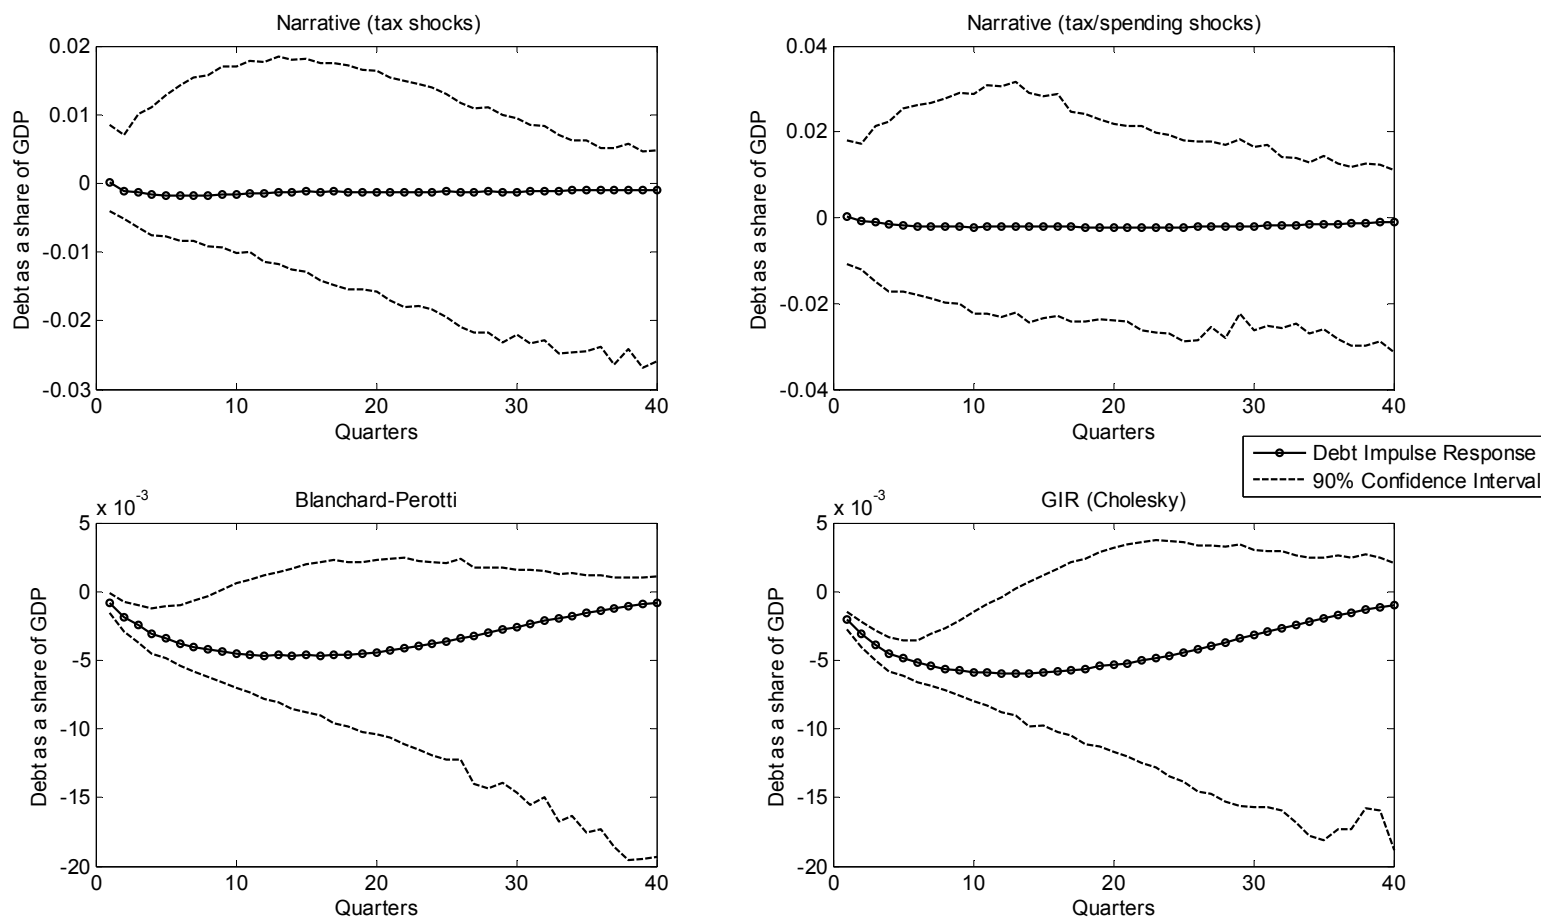 Narrative (tax shocks)
0.02
0.01
0
-0.01
-0.02
-0.03
Debt as a share of GDP
0 10 20 30 40
Quarters
Narrative (tax/spending shocks)
0.04
0.02
0
-0.02
-0.04
Debt as a share of GDP
0 10 20 30 40
Quarters
Debt Impulse Response
90% Confidence Interval
Blanchard-Perotti
x 10⁻³
5
0
-5
-10
-15
-20
Debt as a share of GDP
0 10 20 30 40
Quarters
GIR (Cholesky)
x 10⁻³
5
0
-5
-10
-15
-20
Debt as a share of GDP
0 10 20 30 40
Quarters